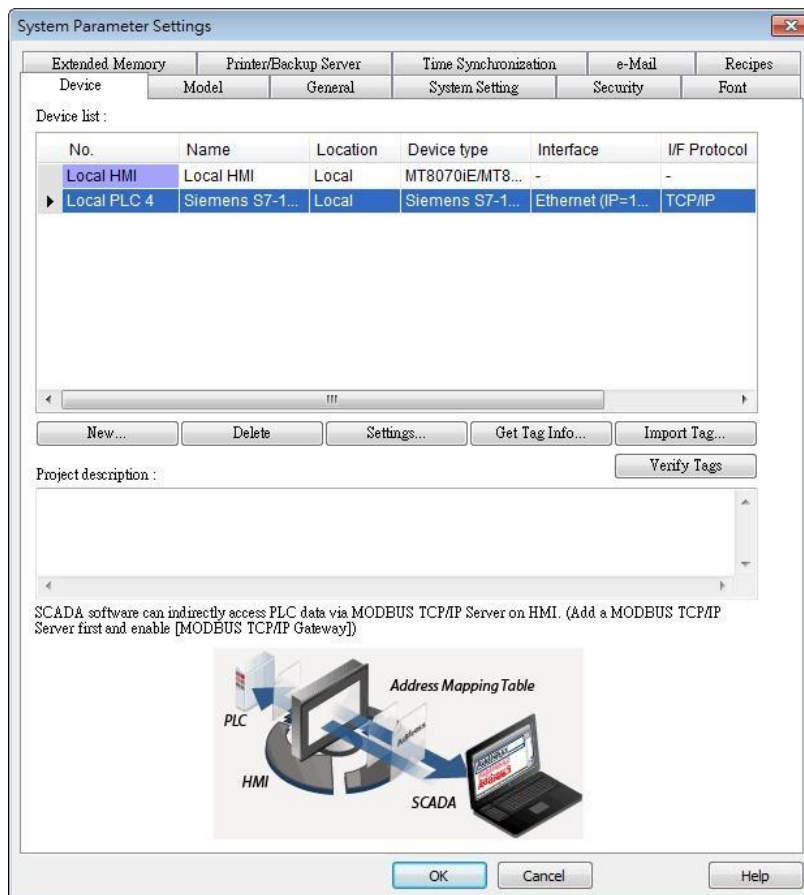 System Parameter Settings
Extended Memory Printer/Backup Server Time Synchronization e-Mail Recipes
Device Model General System Setting Security Font
Device list :
No. Name Location Device type Interface I/F Protocol
Local HMI Local HMI Local MT8070iE/MT8... - -
Local PLC 4 Siemens S7-1... Local Siemens S7-1... Ethernet (IP=1... TCP/IP
New... Delete Settings... Get Tag Info... Import Tag...
Verify Tags
Project description :
SCADA software can indirectly access PLC data via MODBUS TCP/IP Server on HMI. (Add a MODBUS TCP/IP
Server first and enable [MODBUS TCP/IP Gateway])
Address Mapping Table
PLC
Address
HMI
SCADA
OK Cancel Help